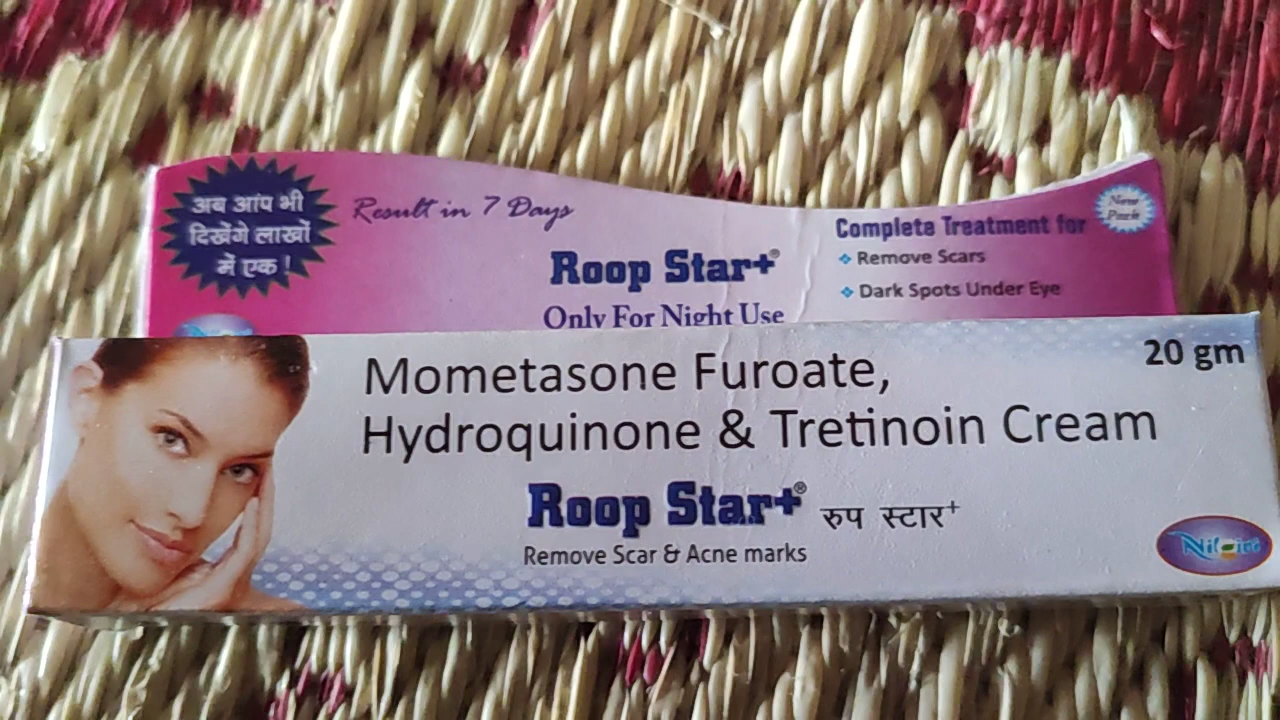 अब आंप भी
दिखेंगे लाखों
में एक !
Result in 7 Days
Roop Star+®
Only For Night Use
Complete Treatment for
❖ Remove Scars
❖ Dark Spots Under Eye
New
Pack
Mometasone Furoate,
Hydroquinone & Tretinoin Cream
20 gm
Roop Star+® रुप स्टार+
Remove Scar & Acne marks